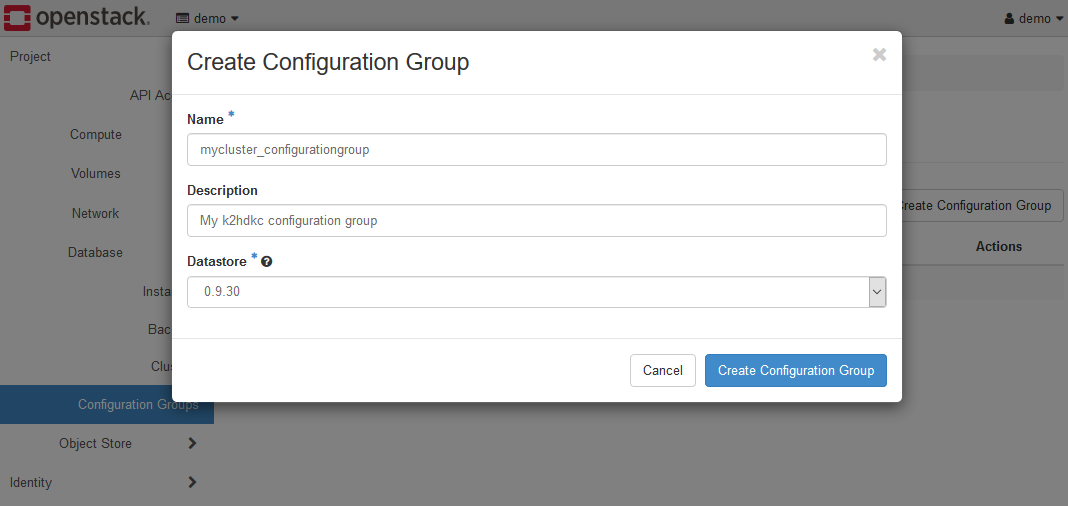 openstack. demo demo
Create Configuration Group
Project
API Ac
Name *
Compute
mycluster_configurationgroup
Volumes
Description
Network
My k2hdkc configuration group
Create Configuration Group
Database
Datastore *
Actions
Insta
0.9.30
Bac
Clus
Cancel Create Configuration Group
Configuration Groups
Object Store
Identity